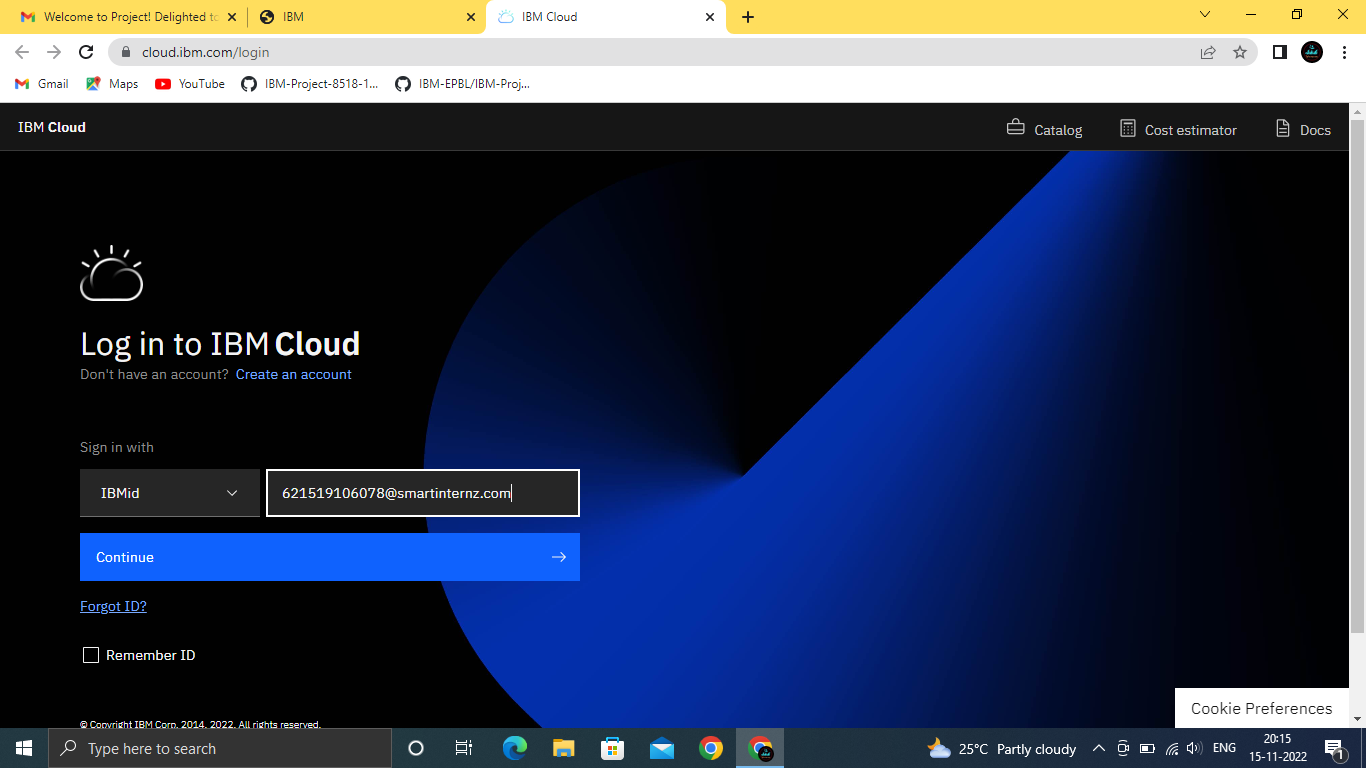 Welcome to Project! Delighted to
IBM
IBM Cloud
cloud.ibm.com/login
Gmail
Maps
YouTube
IBM-Project-8518-1...
IBM-EPBL/IBM-Proj...
IBM Cloud
Catalog
Cost estimator
Docs
Log in to IBM Cloud
Don't have an account? Create an account
Sign in with
IBMid
621519106078@smartinternz.com
Continue
Forgot ID?
Remember ID
© Copyright IBM Corp. 2014, 2022. All rights reserved.
Cookie Preferences
Type here to search
25°C Partly cloudy
ENG
20:15
15-11-2022
1